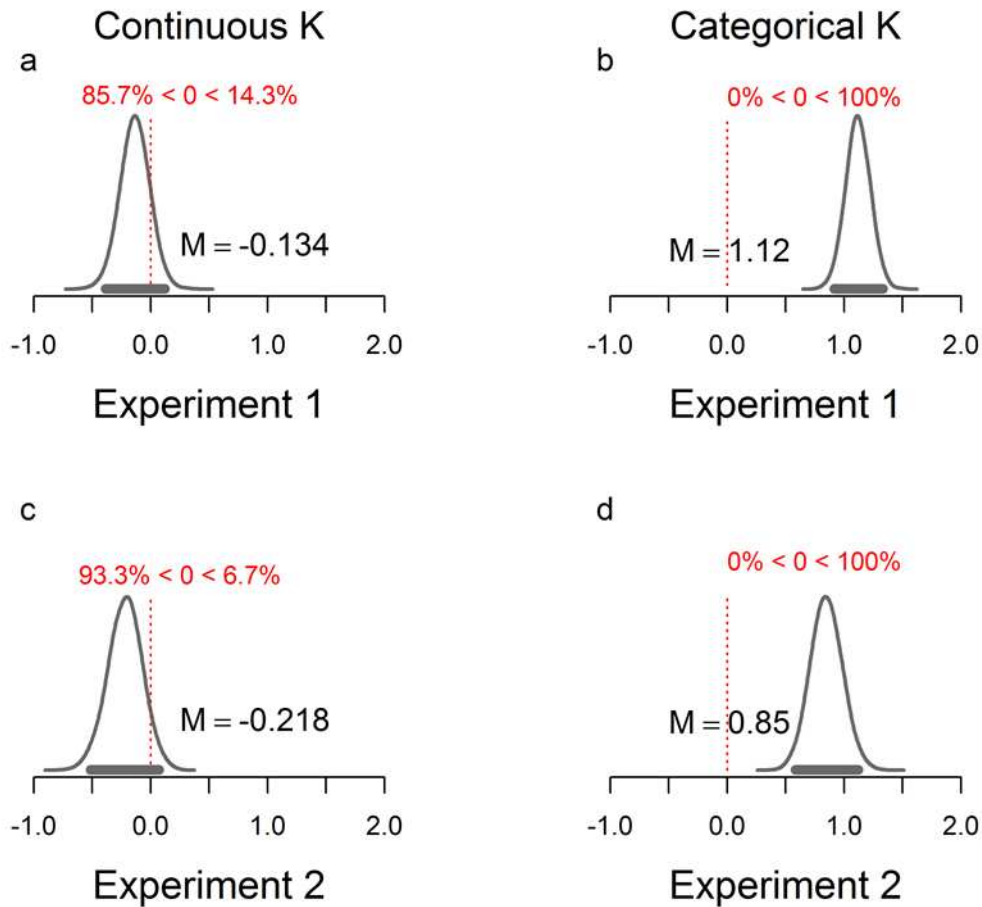 Continuous K
Categorical K
a
b
85.7% < 0 < 14.3%
0% < 0 < 100%
M = -0.134
M = 1.12
-1.0 0.0 1.0 2.0
-1.0 0.0 1.0 2.0
Experiment 1
Experiment 1
c
d
93.3% < 0 < 6.7%
0% < 0 < 100%
M = -0.218
M = 0.85
-1.0 0.0 1.0 2.0
-1.0 0.0 1.0 2.0
Experiment 2
Experiment 2